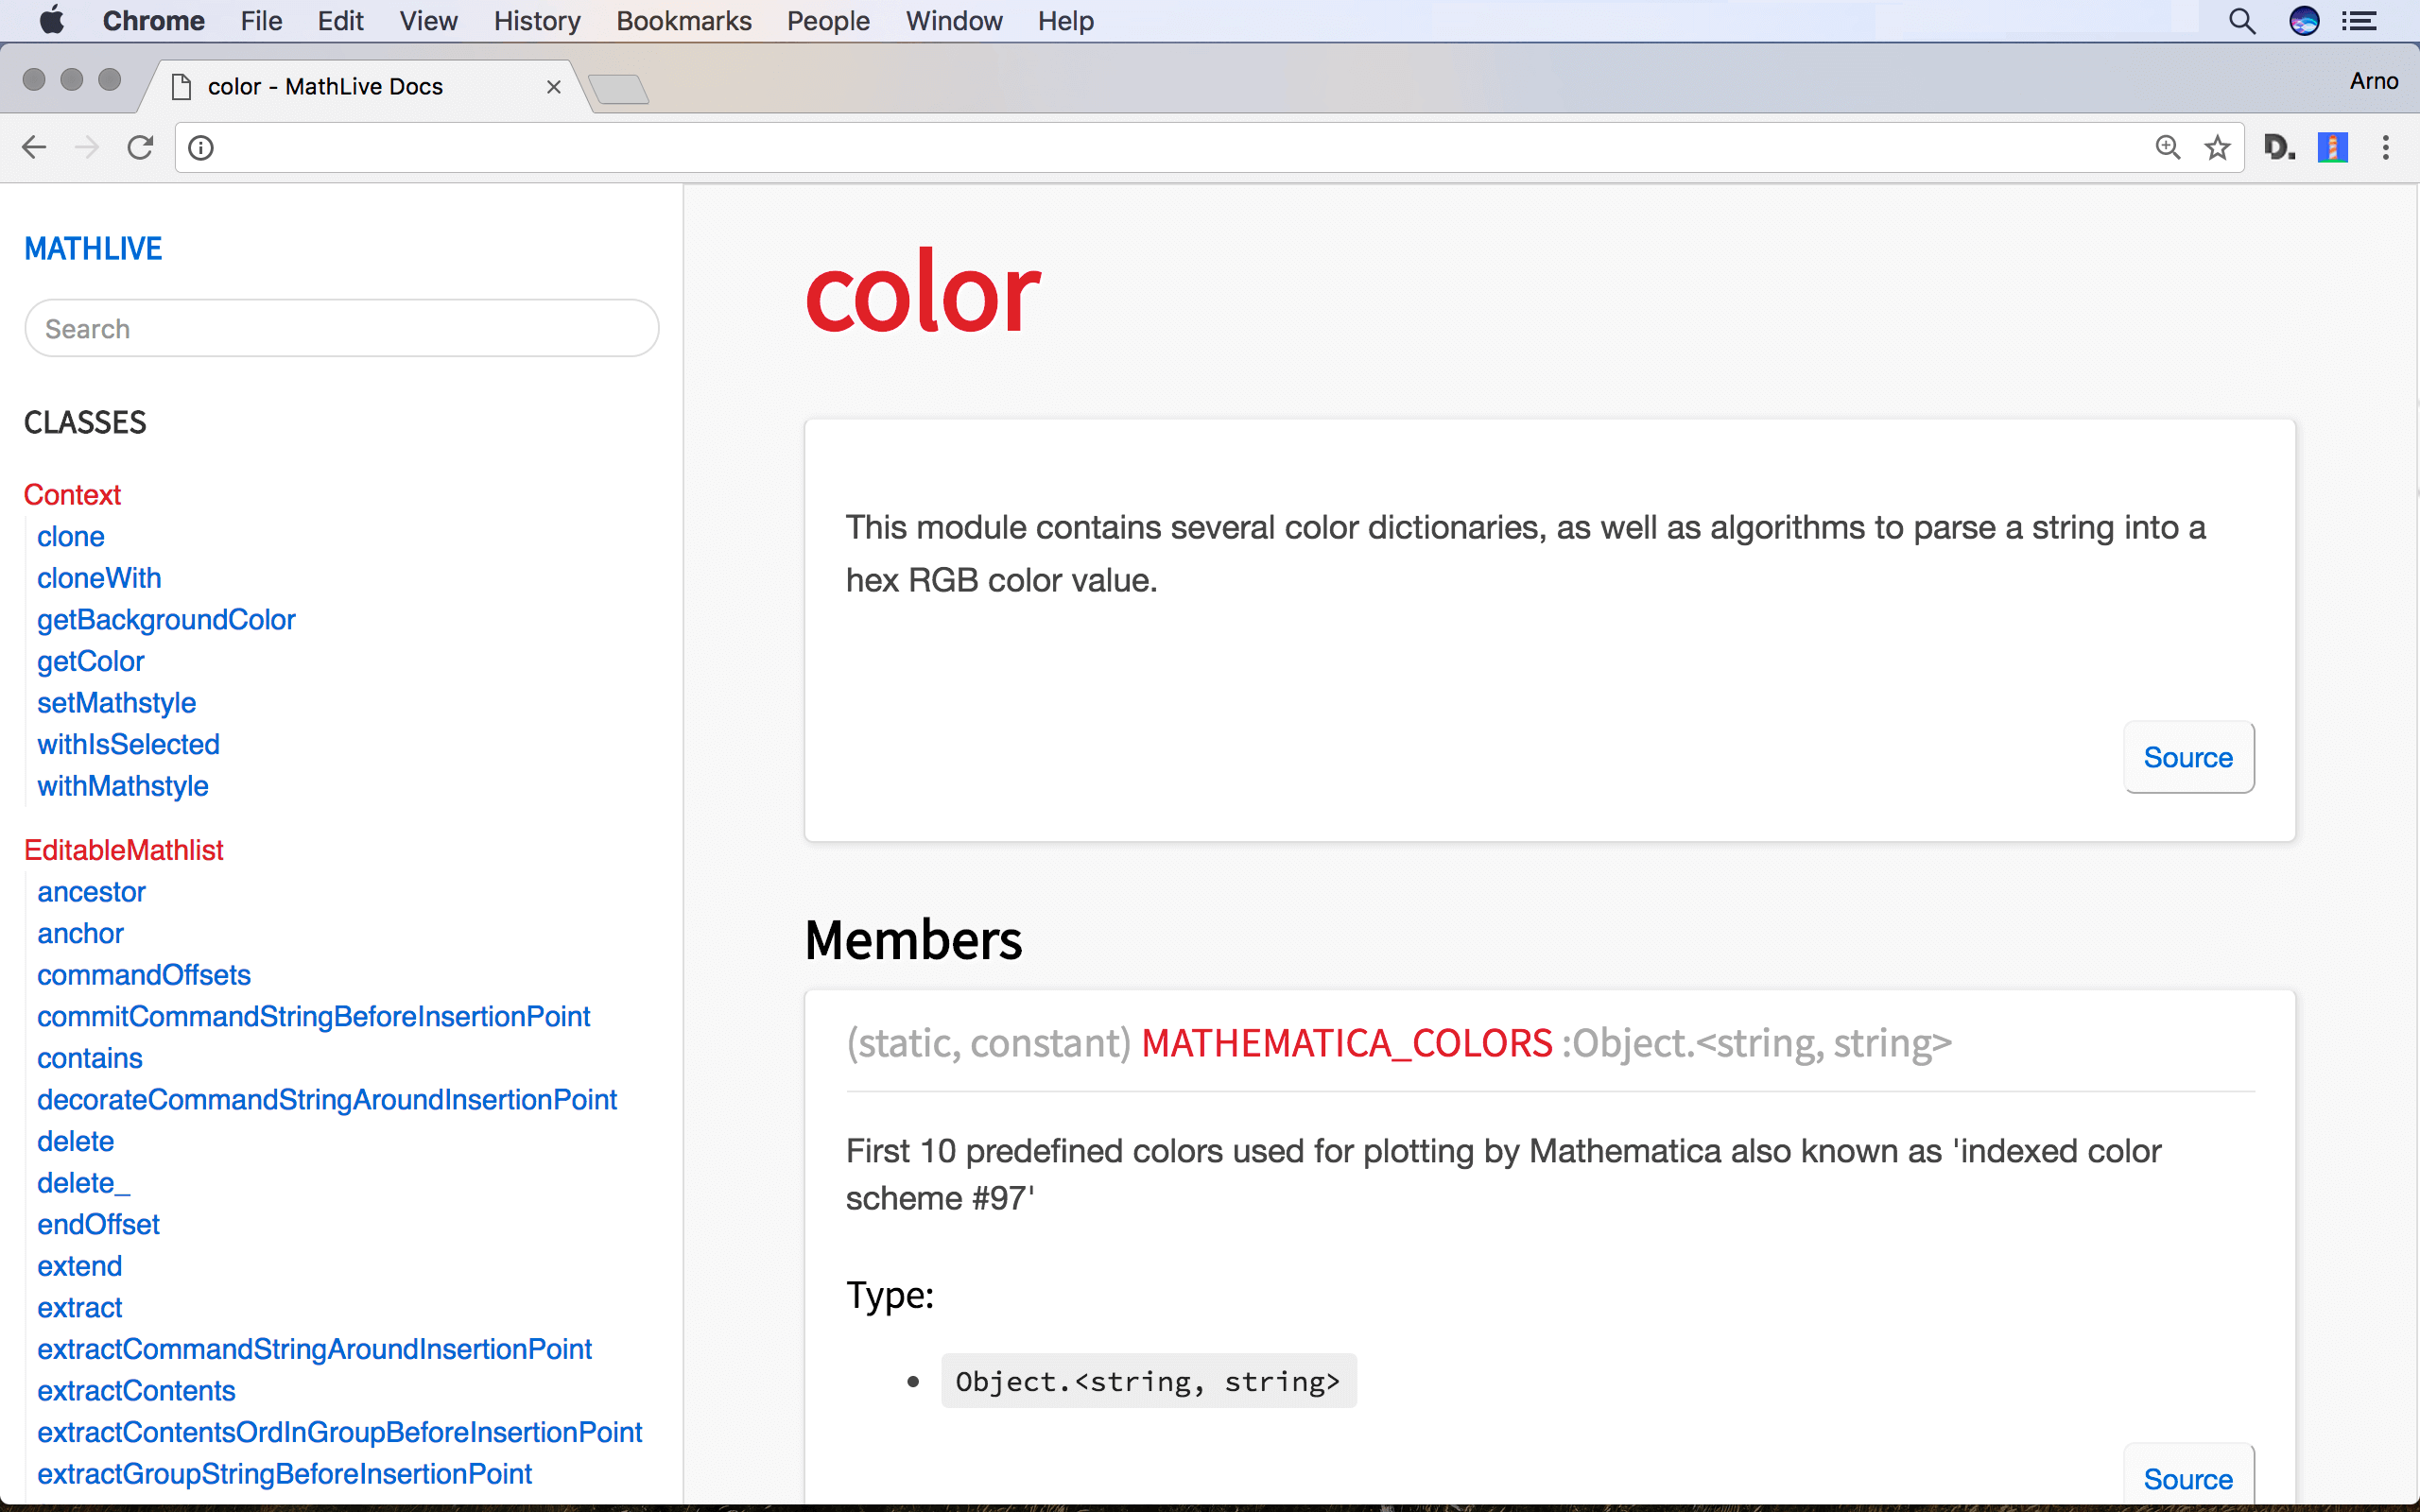 Chrome File Edit View History Bookmarks People Window Help
color - MathLive Docs
Arno
D.
MATHLIVE
Search
CLASSES
Context
clone
cloneWith
getBackgroundColor
getColor
setMathstyle
withIsSelected
withMathstyle
EditableMathlist
ancestor
anchor
commandOffsets
commitCommandStringBeforeInsertionPoint
contains
decorateCommandStringAroundInsertionPoint
delete
delete_
endOffset
extend
extract
extractCommandStringAroundInsertionPoint
extractContents
extractContentsOrdInGroupBeforeInsertionPoint
extractGroupStringBeforeInsertionPoint
color
This module contains several color dictionaries, as well as algorithms to parse a string into a
hex RGB color value.
Source
Members
(static, constant) MATHEMATICA_COLORS :Object.<string, string>
First 10 predefined colors used for plotting by Mathematica also known as 'indexed color
scheme #97'
Type:
Object.<string, string>
Source